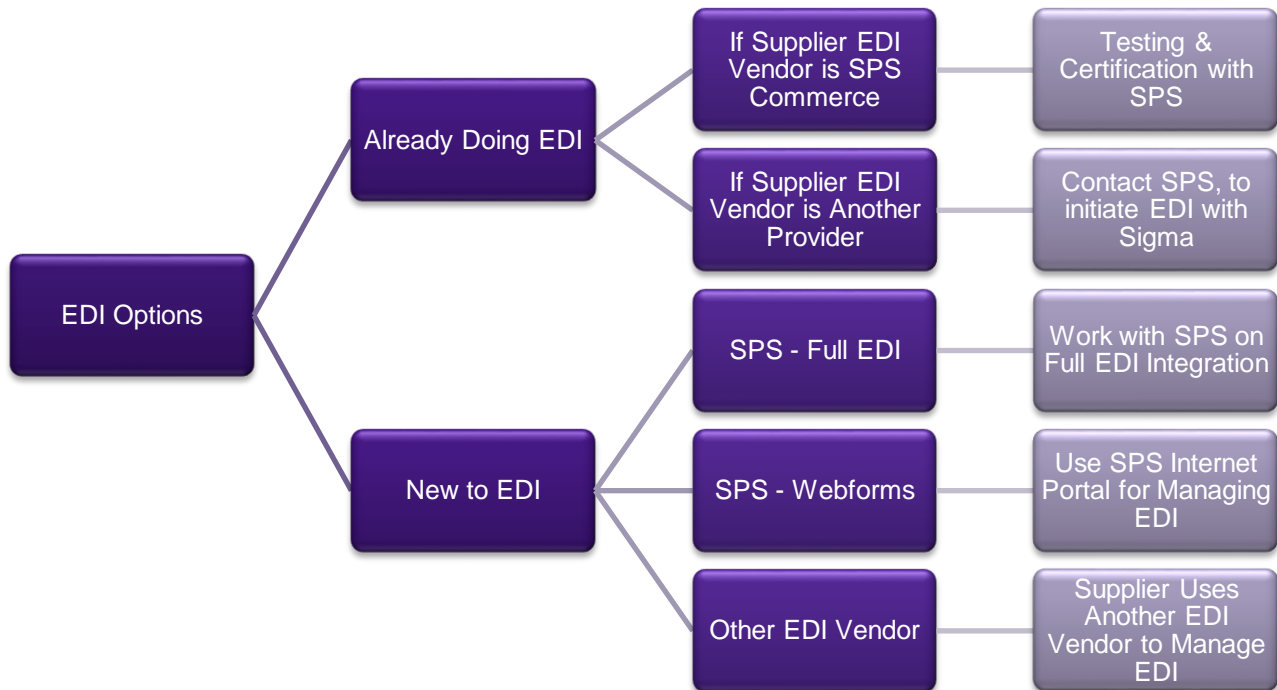 If Supplier EDI
Vendor is SPS
Commerce
Testing &
Certification with
SPS
Already Doing EDI
If Supplier EDI
Vendor is Another
Provider
Contact SPS, to
initiate EDI with
Sigma
EDI Options
SPS - Full EDI
Work with SPS on
Full EDI Integration
New to EDI
SPS - Webforms
Use SPS Internet
Portal for Managing
EDI
Other EDI Vendor
Supplier Uses
Another EDI
Vendor to Manage
EDI